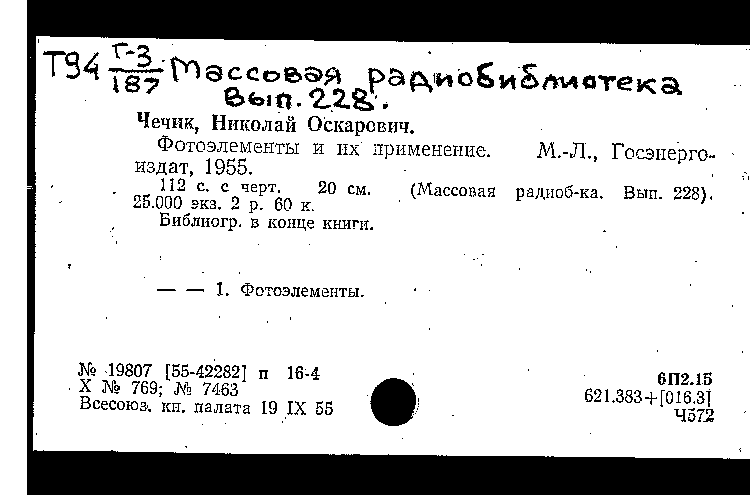 Т94 Г-3/187 Массовая радиобиблиотека
Вып. 228.
Чечик, Николай Оскарович.
Фотоэлементы и их применение. М.-Л., Госэнерго-
издат, 1955.
112 с. с черт. 20 см. (Массовая радиоб-ка. Вып. 228).
25.000 экз. 2 р. 60 к.
Библиогр. в конце книги.
— — 1. Фотоэлементы.
№ 19807 [55-42282] п 16-4
X № 769; № 7463
Всесоюз. кн. палата 19 IX 55
6П2.15
621.383+[016.3]
Ч572